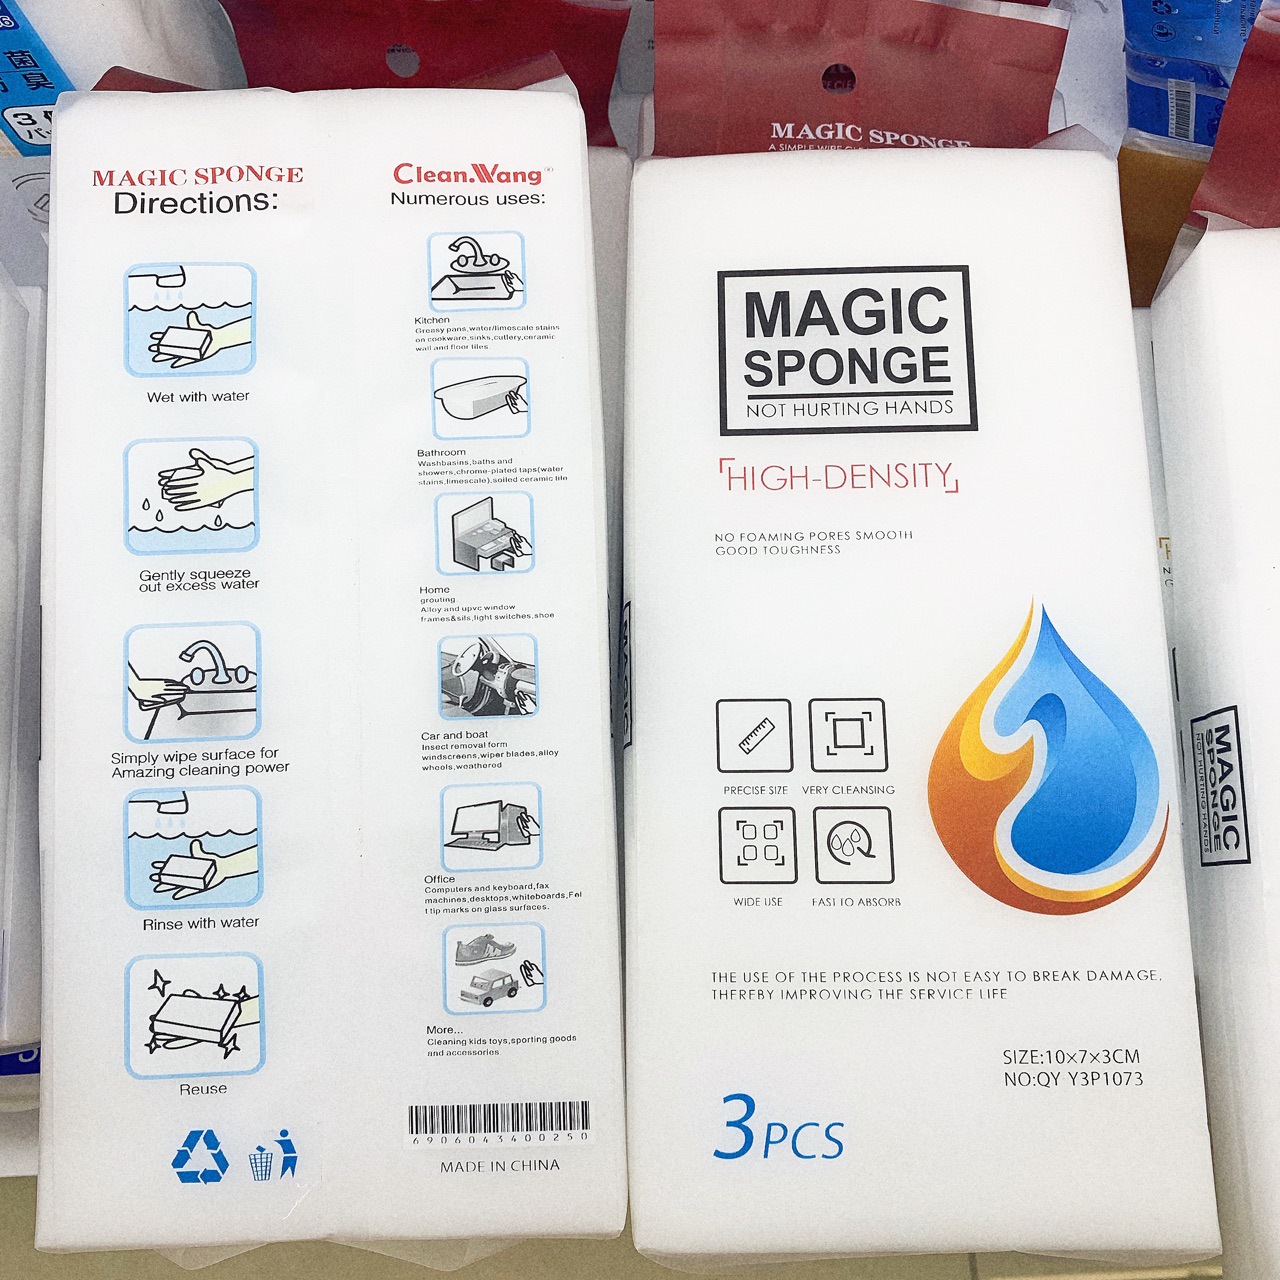 MAGIC SPONGE
Directions:
Wet with water
Gently squeeze
out excess water
Simply wipe surface for
Amazing cleaning power
Rinse with water
Reuse
Clean.Wang®
Numerous uses:
Kitchen
Greasy pans,water/limescale stains
on cookware,sinks,cutlery,ceramic
wall and floor tiles
Bathroom
Washbasins,baths and
showers,chrome-plated taps(water
stains,limescale),soiled ceramic tile
Home
grouting
Alloy and upvc window
frames&sils,light switches,shoe
Car and boat
Insect removal form
windscreens,wiper blades,alloy
wheels,weathered
Office
Computers and keyboard,fax
machines,desktops,whiteboards,Fel
t tip marks on glass surfaces.
More...
Cleaning kids toys,sporting goods
and accessories
6906043400250
MADE IN CHINA
MAGIC SPONGE
A SIMPLE WIPE
MAGIC
SPONGE
NOT HURTING HANDS
「HIGH-DENSITY」
NO FOAMING PORES SMOOTH
GOOD TOUGHNESS
PRECISE SIZE
VERY CLEANSING
WIDE USE
FAST TO ABSORB
THE USE OF THE PROCESS IS NOT EASY TO BREAK DAMAGE,
THEREBY IMPROVING THE SERVICE LIFE
SIZE:10×7×3CM
NO:QY Y3P1073
3PCS
MAGIC
SPONGE
NOT HURTING HANDS
菌臭